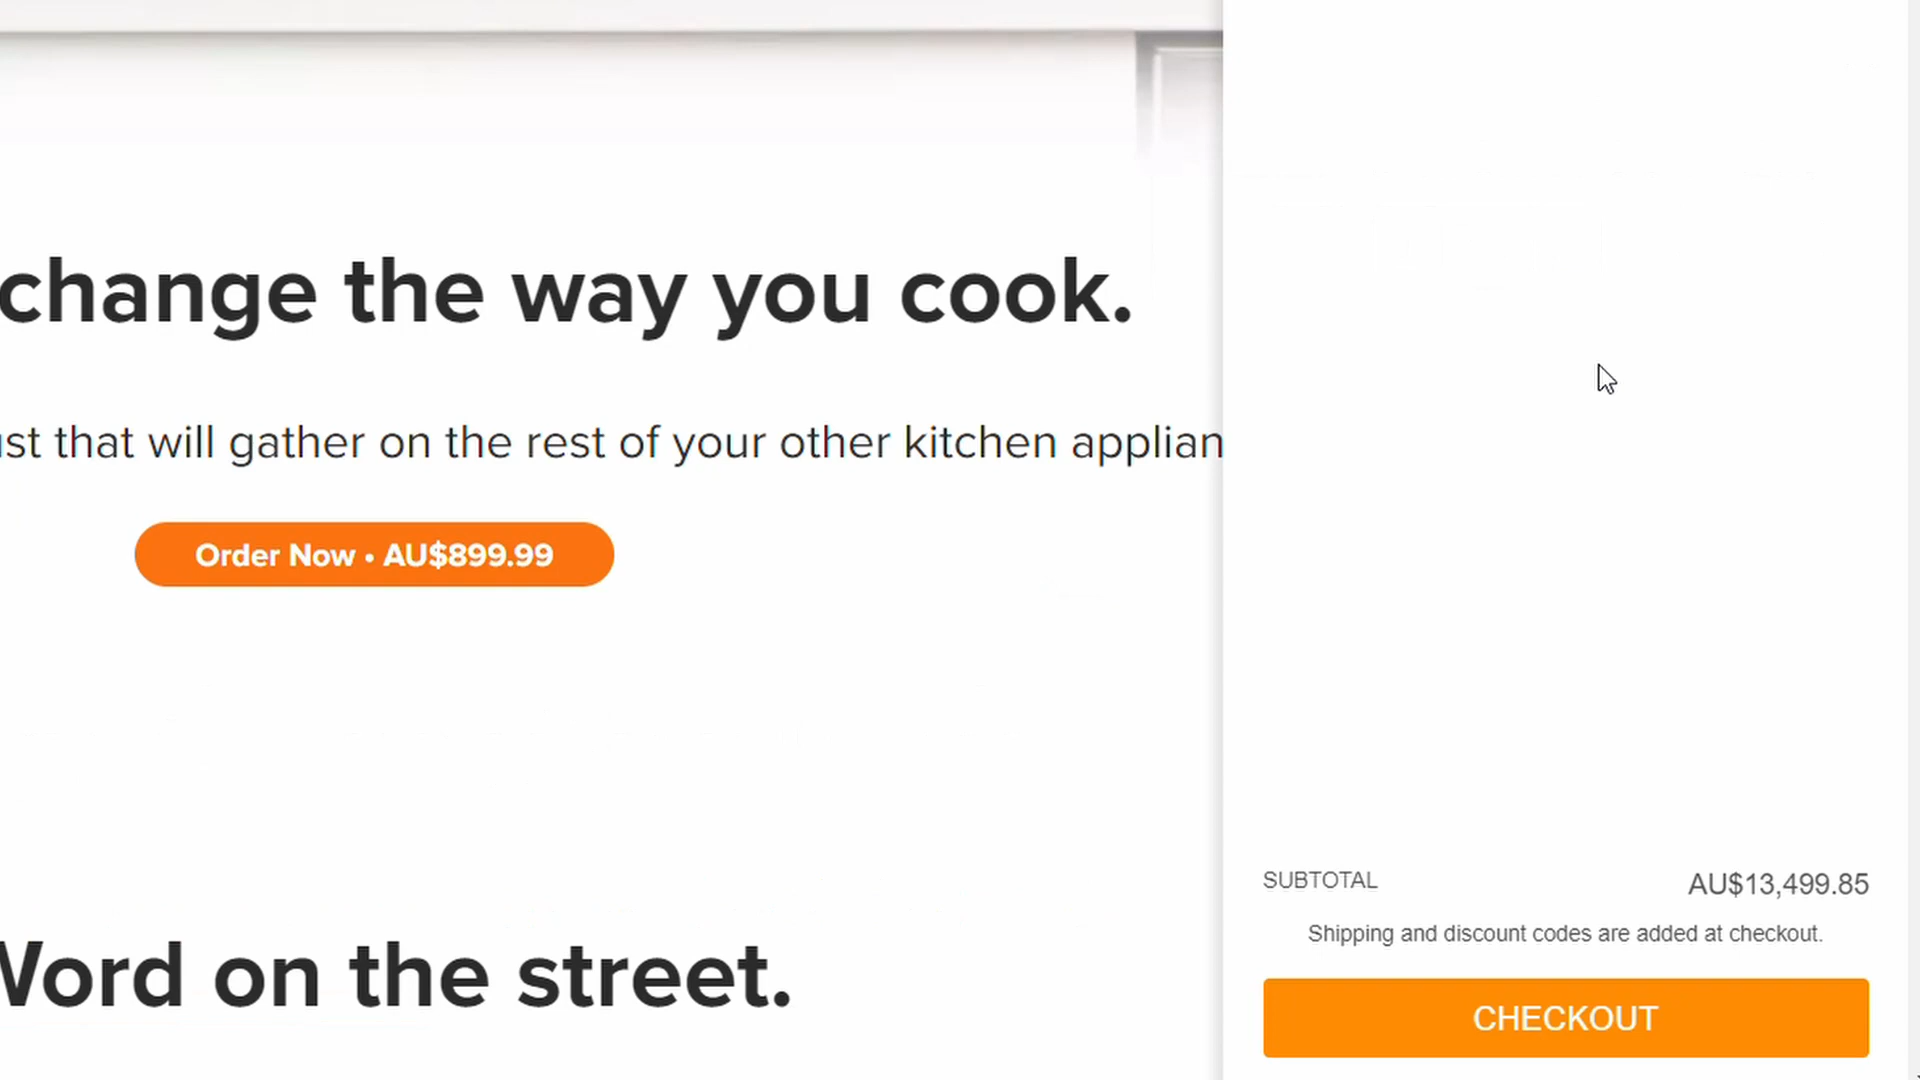 change the way you cook.
ust that will gather on the rest of your other kitchen applian
Order Now • AU$899.99
Word on the street.
SUBTOTAL
AU$13,499.85
Shipping and discount codes are added at checkout.
CHECKOUT